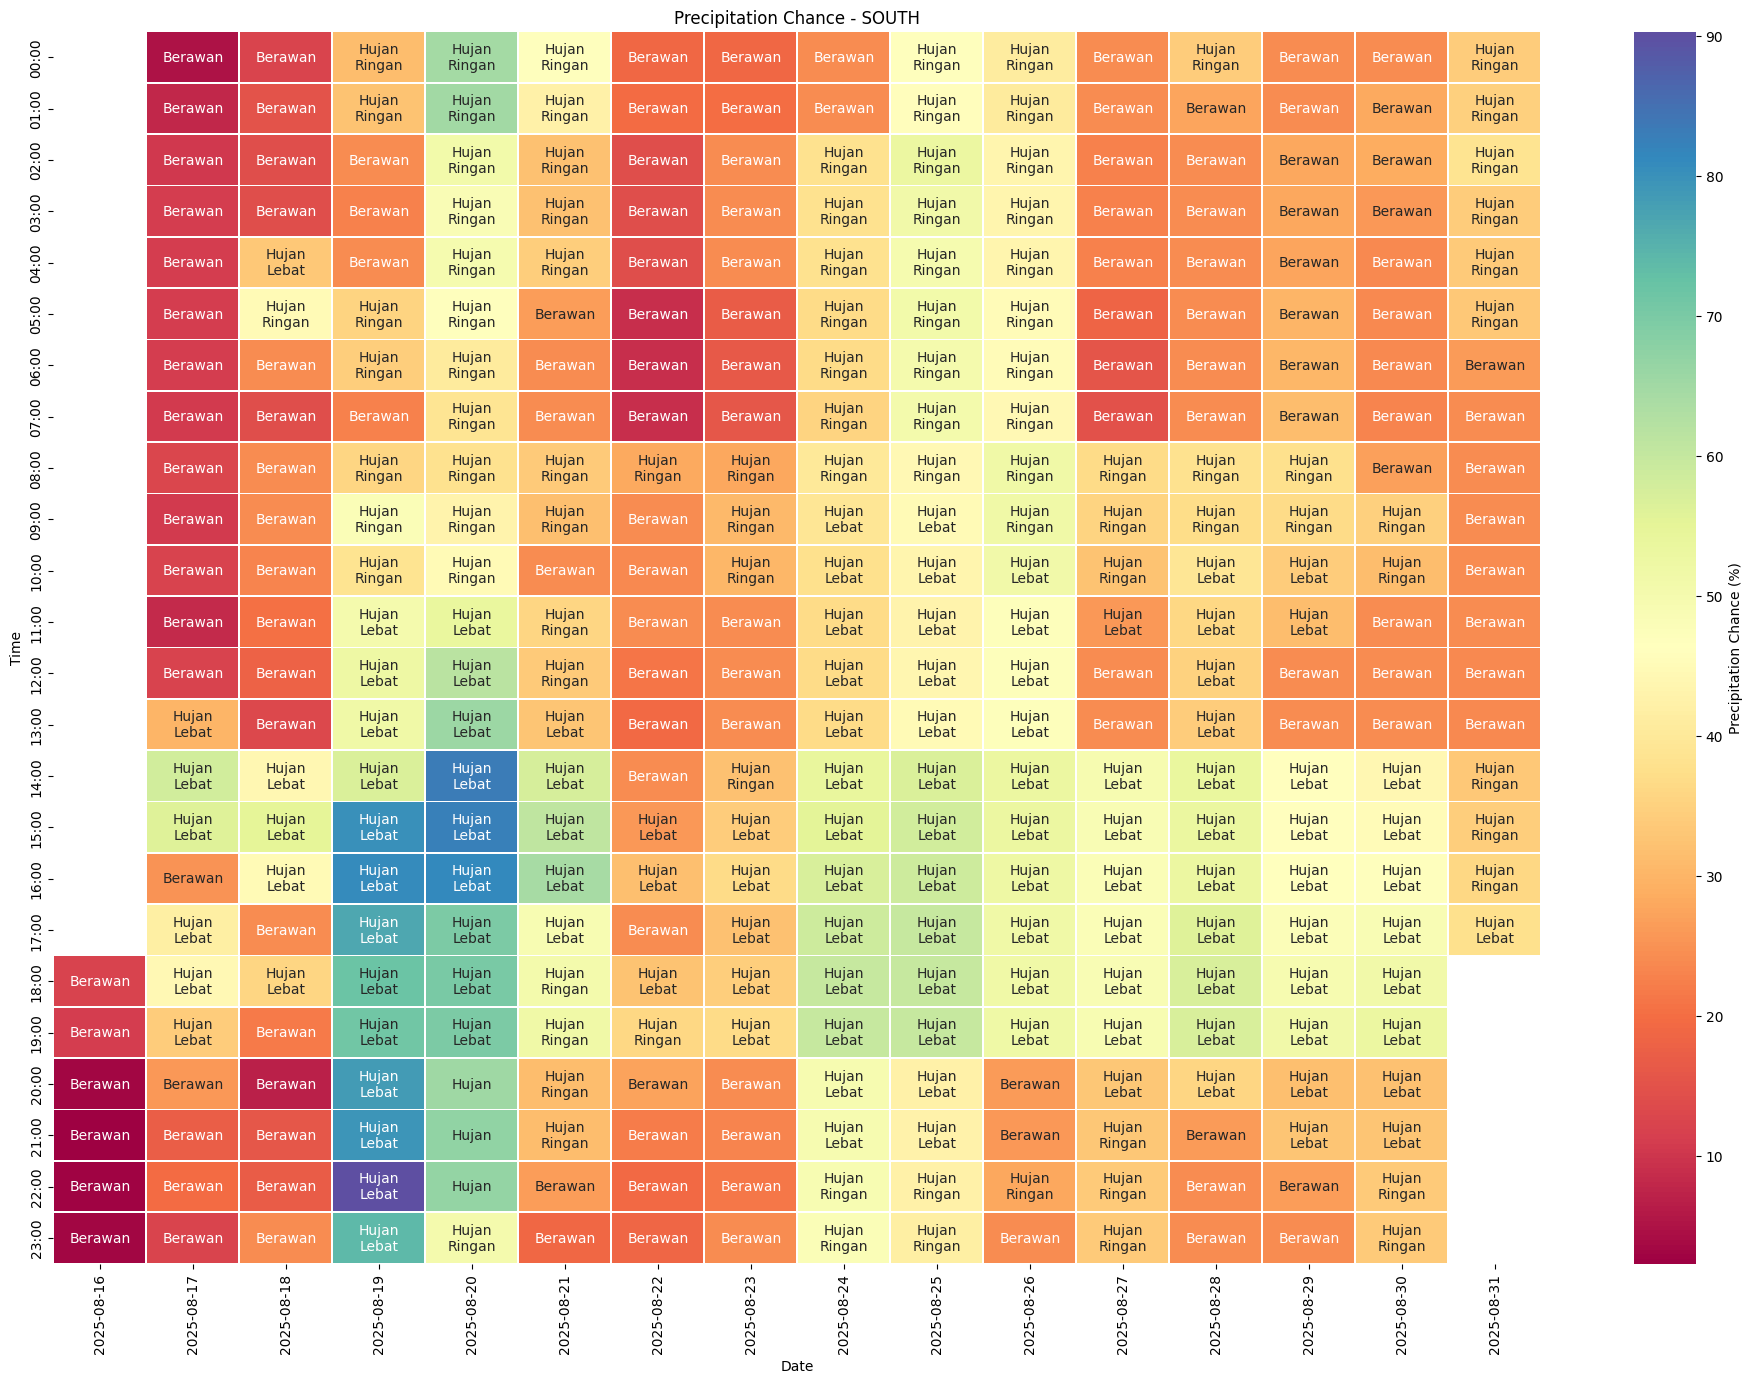 Precipitation Chance - SOUTH
00:00 Berawan Berawan Hujan Ringan Hujan Ringan Hujan Ringan Berawan Berawan Berawan Hujan Ringan Hujan Ringan Berawan Hujan Ringan Berawan Berawan Hujan Ringan
01:00 Berawan Berawan Hujan Ringan Hujan Ringan Hujan Ringan Berawan Berawan Berawan Hujan Ringan Hujan Ringan Berawan Berawan Berawan Berawan Hujan Ringan
02:00 Berawan Berawan Berawan Hujan Ringan Hujan Ringan Berawan Berawan Hujan Ringan Hujan Ringan Hujan Ringan Berawan Berawan Berawan Berawan Hujan Ringan
03:00 Berawan Berawan Berawan Hujan Ringan Hujan Ringan Berawan Berawan Hujan Ringan Hujan Ringan Hujan Ringan Berawan Berawan Berawan Berawan Hujan Ringan
04:00 Berawan Hujan Lebat Berawan Hujan Ringan Hujan Ringan Berawan Berawan Hujan Ringan Hujan Ringan Hujan Ringan Berawan Berawan Berawan Berawan Hujan Ringan
05:00 Berawan Hujan Ringan Hujan Ringan Hujan Ringan Berawan Berawan Berawan Hujan Ringan Hujan Ringan Hujan Ringan Berawan Berawan Berawan Berawan Hujan Ringan
06:00 Berawan Berawan Hujan Ringan Hujan Ringan Berawan Berawan Berawan Hujan Ringan Hujan Ringan Hujan Ringan Berawan Berawan Berawan Berawan Berawan
07:00 Berawan Berawan Berawan Hujan Ringan Berawan Berawan Berawan Hujan Ringan Hujan Ringan Hujan Ringan Berawan Berawan Berawan Berawan Berawan
08:00 Berawan Berawan Hujan Ringan Hujan Ringan Hujan Ringan Hujan Ringan Hujan Ringan Hujan Ringan Hujan Ringan Hujan Ringan Hujan Ringan Hujan Ringan Hujan Ringan Berawan Berawan
09:00 Berawan Berawan Hujan Ringan Hujan Ringan Hujan Ringan Berawan Hujan Ringan Hujan Lebat Hujan Lebat Hujan Ringan Hujan Ringan Hujan Ringan Hujan Ringan Hujan Ringan Berawan
10:00 Berawan Berawan Hujan Ringan Hujan Ringan Berawan Berawan Hujan Ringan Hujan Lebat Hujan Lebat Hujan Lebat Hujan Ringan Hujan Lebat Hujan Lebat Hujan Ringan Berawan
11:00 Berawan Berawan Hujan Lebat Hujan Lebat Hujan Ringan Berawan Berawan Hujan Lebat Hujan Lebat Hujan Lebat Hujan Lebat Hujan Lebat Hujan Lebat Berawan Berawan
12:00 Berawan Berawan Hujan Lebat Hujan Lebat Hujan Ringan Berawan Berawan Hujan Lebat Hujan Lebat Hujan Lebat Berawan Hujan Lebat Berawan Berawan Berawan
13:00 Hujan Lebat Berawan Hujan Lebat Hujan Lebat Hujan Lebat Berawan Berawan Hujan Lebat Hujan Lebat Hujan Lebat Berawan Hujan Lebat Berawan Berawan Berawan
14:00 Hujan Lebat Hujan Lebat Hujan Lebat Hujan Lebat Hujan Lebat Berawan Hujan Ringan Hujan Lebat Hujan Lebat Hujan Lebat Hujan Lebat Hujan Lebat Hujan Lebat Hujan Lebat Hujan Ringan
15:00 Hujan Lebat Hujan Lebat Hujan Lebat Hujan Lebat Hujan Lebat Hujan Lebat Hujan Lebat Hujan Lebat Hujan Lebat Hujan Lebat Hujan Lebat Hujan Lebat Hujan Lebat Hujan Lebat Hujan Ringan
16:00 Berawan Hujan Lebat Hujan Lebat Hujan Lebat Hujan Lebat Hujan Lebat Hujan Lebat Hujan Lebat Hujan Lebat Hujan Lebat Hujan Lebat Hujan Lebat Hujan Lebat Hujan Lebat Hujan Ringan
17:00 Hujan Lebat Berawan Hujan Lebat Hujan Lebat Hujan Lebat Berawan Hujan Lebat Hujan Lebat Hujan Lebat Hujan Lebat Hujan Lebat Hujan Lebat Hujan Lebat Hujan Lebat Hujan Lebat
18:00 Berawan Hujan Lebat Hujan Lebat Hujan Lebat Hujan Lebat Hujan Ringan Hujan Lebat Hujan Lebat Hujan Lebat Hujan Lebat Hujan Lebat Hujan Lebat Hujan Lebat Hujan Lebat Hujan Lebat
19:00 Berawan Hujan Lebat Berawan Hujan Lebat Hujan Lebat Hujan Ringan Hujan Ringan Hujan Lebat Hujan Lebat Hujan Lebat Hujan Lebat Hujan Lebat Hujan Lebat Hujan Lebat Hujan Lebat
20:00 Berawan Berawan Berawan Hujan Lebat Hujan Hujan Ringan Berawan Berawan Hujan Lebat Hujan Lebat Berawan Hujan Lebat Hujan Lebat Hujan Lebat Hujan Lebat
21:00 Berawan Berawan Berawan Hujan Lebat Hujan Hujan Ringan Berawan Berawan Hujan Lebat Hujan Lebat Berawan Hujan Ringan Berawan Hujan Lebat Hujan Lebat
22:00 Berawan Berawan Berawan Hujan Lebat Hujan Berawan Berawan Berawan Hujan Ringan Hujan Ringan Hujan Ringan Hujan Ringan Berawan Berawan Hujan Ringan
23:00 Berawan Berawan Berawan Hujan Lebat Hujan Ringan Berawan Berawan Berawan Hujan Ringan Hujan Ringan Berawan Hujan Ringan Berawan Berawan Hujan Ringan
Time
2025-08-16 2025-08-17 2025-08-18 2025-08-19 2025-08-20 2025-08-21 2025-08-22 2025-08-23 2025-08-24 2025-08-25 2025-08-26 2025-08-27 2025-08-28 2025-08-29 2025-08-30 2025-08-31
Date
90
80
70
60
50
40
30
20
10
Precipitation Chance (%)